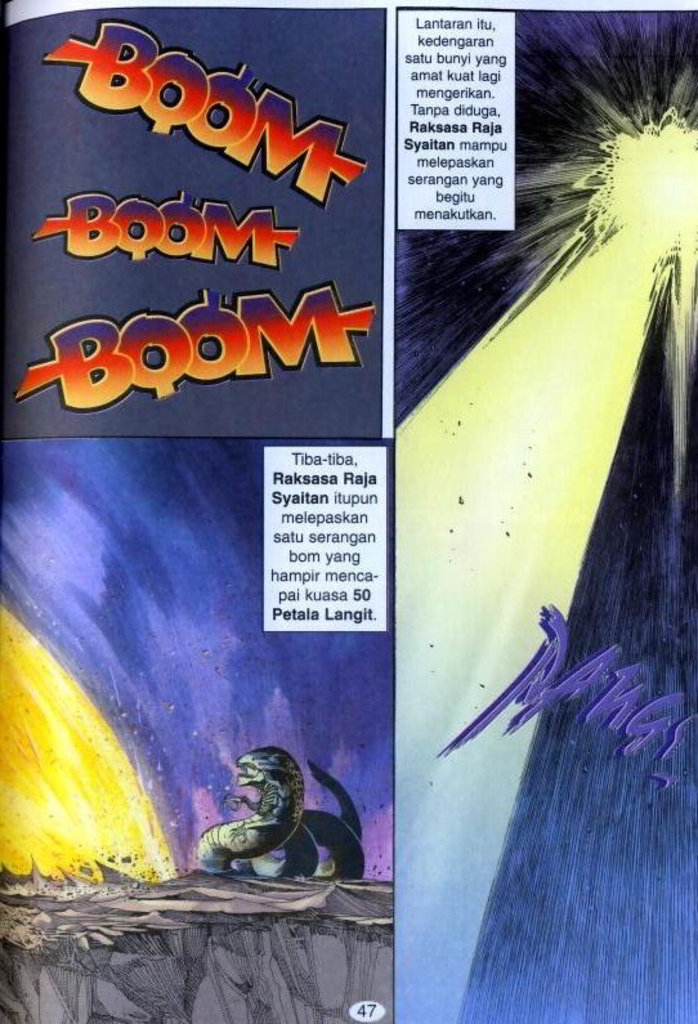 BOOM
BOOM
BOOM
Tiba-tiba,
Raksasa Raja
Syaitan itupun
melepaskan
satu serangan
bom yang
hampir menca-
pai kuasa 50
Petala Langit.
Lantaran itu,
kedengaran
satu bunyi yang
amat kuat lagi
mengerikan.
Tanpa diduga,
Raksasa Raja
Syaitan mampu
melepaskan
serangan yang
begitu
menakutkan.
47